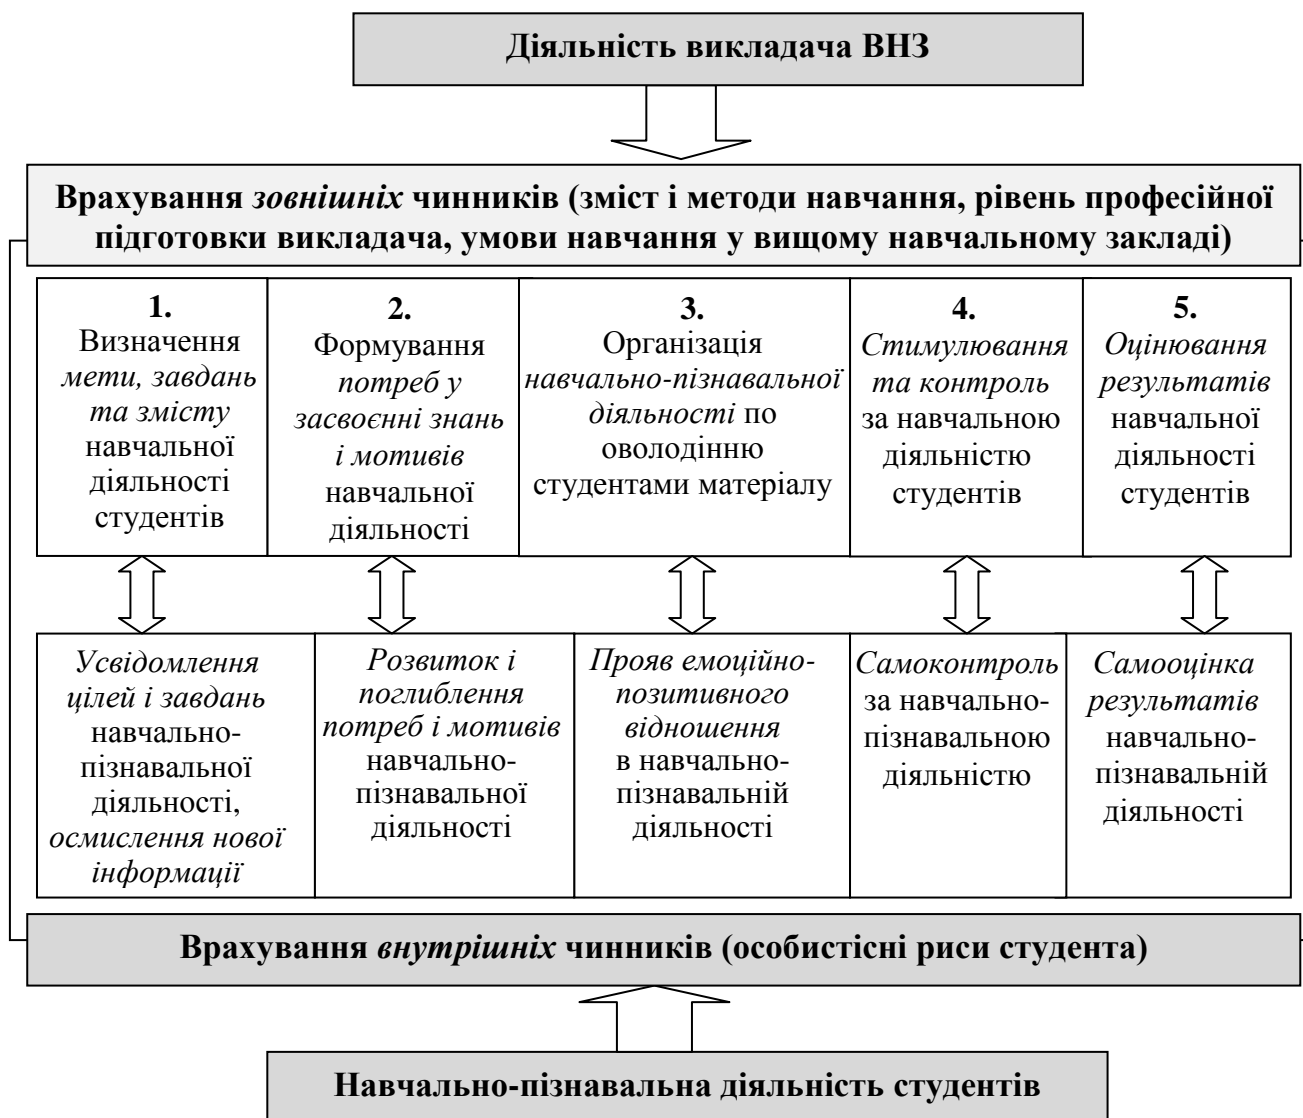 Діяльність викладача ВНЗ
Врахування зовнішніх чинників (зміст і методи навчання, рівень професійної
підготовки викладача, умови навчання у вищому навчальному закладі)
1.
Визначення
мети, завдань
та змісту
навчальної
діяльності
студентів
2.
Формування
потреб у
засвоєнні знань
і мотивів
навчальної
діяльності
3.
Організація
навчально-пізнавальної
діяльності по
оволодінню
студентами матеріалу
4.
Стимулювання
та контроль
за навчальною
діяльністю
студентів
5.
Оцінювання
результатів
навчальної
діяльності
студентів
Усвідомлення
цілей і завдань
навчально-
пізнавальної
діяльності,
осмислення нової
інформації
Розвиток і
поглиблення
потреб і мотивів
навчально-
пізнавальної
діяльності
Прояв емоційно-
позитивного
відношення
в навчально-
пізнавальній
діяльності
Самоконтроль
за навчально-
пізнавальною
діяльністю
Самооцінка
результатів
навчально-
пізнавальній
діяльності
Врахування внутрішніх чинників (особистісні риси студента)
Навчально-пізнавальна діяльність студентів